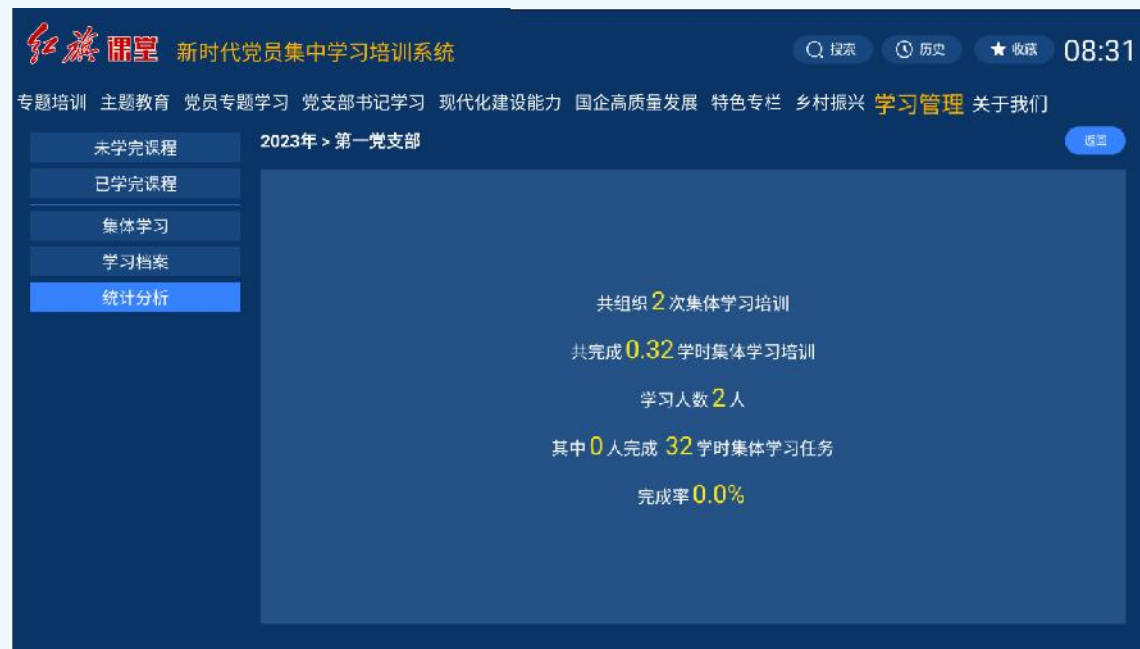 红旗课堂 新时代党员集中学习培训系统
搜索 历史 收藏 08:31
专题培训 主题教育 党员专题学习 党支部书记学习 现代化建设能力 国企高质量发展 特色专栏 乡村振兴 学习管理 关于我们
未学完课程
2023年 > 第一党支部
返回
已学完课程
集体学习
学习档案
统计分析
共组织2次集体学习培训
共完成0.32学时集体学习培训
学习人数2人
其中0人完成 32学时集体学习任务
完成率0.0%